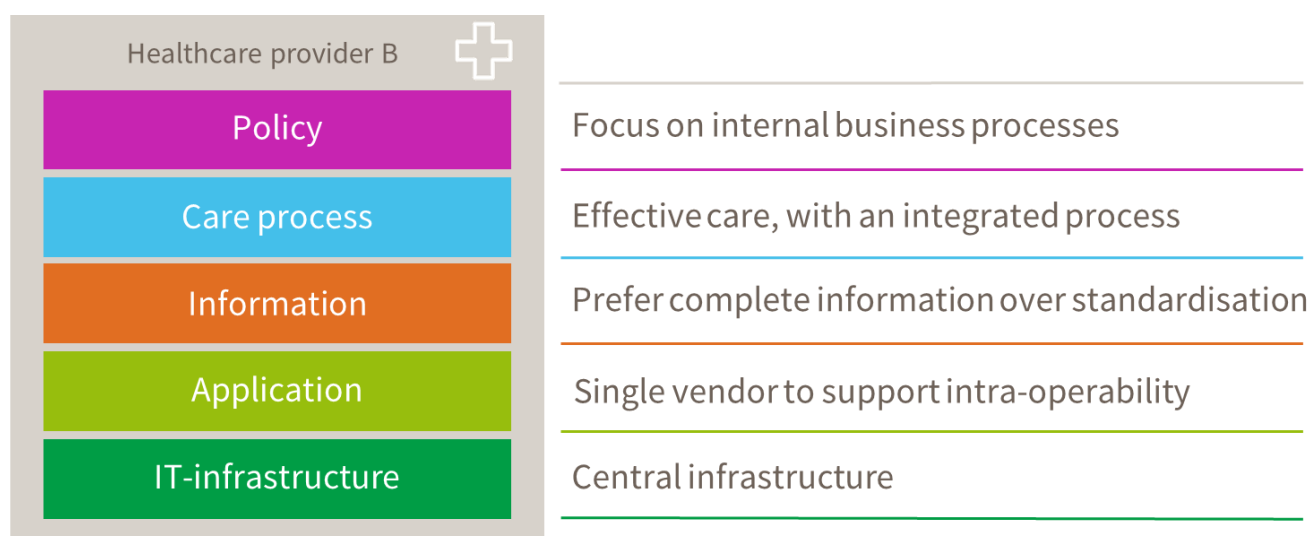 Healthcare provider B
Policy
Focus on internal business processes
Care process
Effective care, with an integrated process
Information
Prefer complete information over standardisation
Application
Single vendor to support intra-operability
IT-infrastructure
Central infrastructure